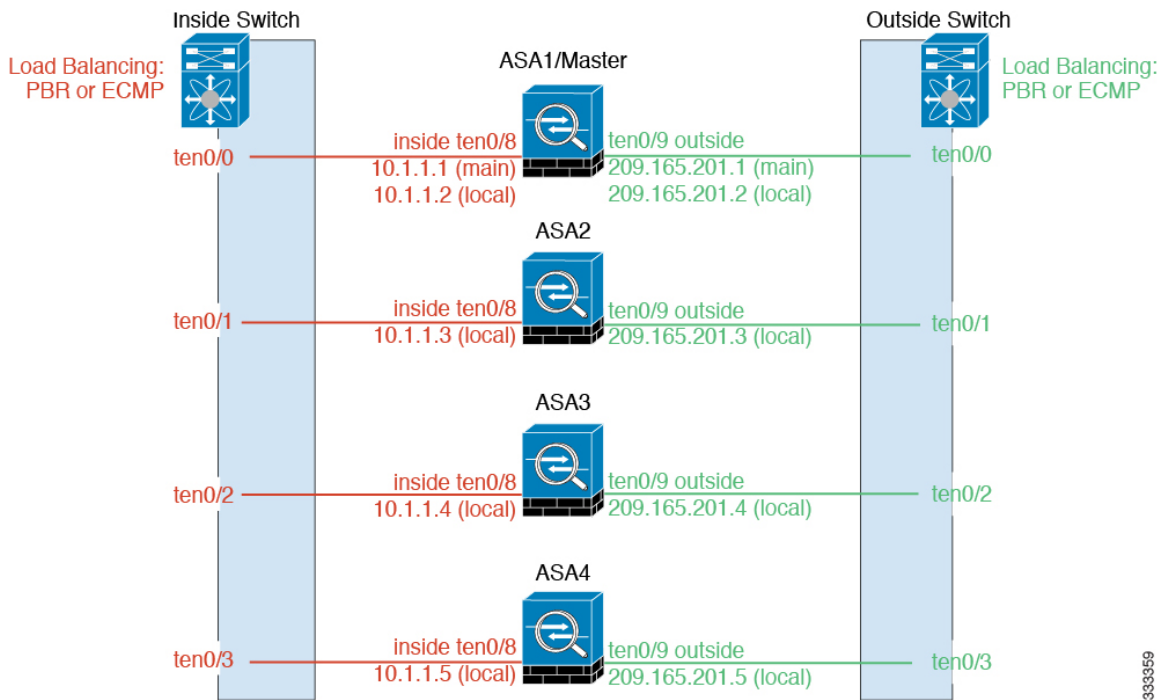 Inside Switch
Outside Switch
Load Balancing:
PBR or ECMP
ASA1/Master
Load Balancing:
PBR or ECMP
ten0/0
inside ten0/8
10.1.1.1 (main)
10.1.1.2 (local)
ten0/9 outside
209.165.201.1 (main)
209.165.201.2 (local)
ten0/0
ASA2
ten0/1
inside ten0/8
10.1.1.3 (local)
ten0/9 outside
209.165.201.3 (local)
ten0/1
ASA3
ten0/2
inside ten0/8
10.1.1.4 (local)
ten0/9 outside
209.165.201.4 (local)
ten0/2
ASA4
ten0/3
inside ten0/8
10.1.1.5 (local)
ten0/9 outside
209.165.201.5 (local)
ten0/3
333359